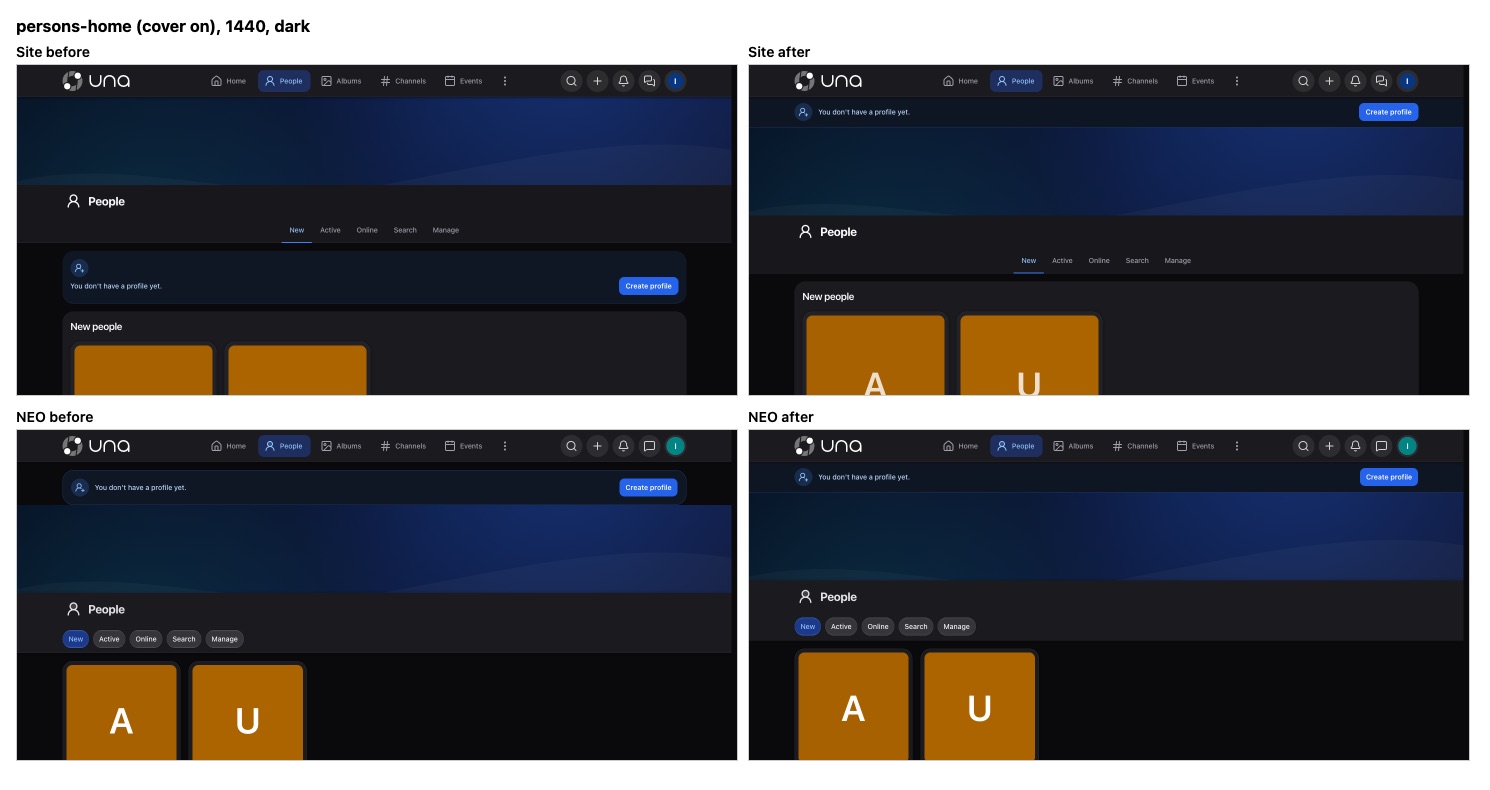 persons-home (cover on), 1440, dark
Site before
una Home People Albums Channels Events I
People
New Active Online Search Manage
You don't have a profile yet. Create profile
New people
Site after
una Home People Albums Channels Events I
You don't have a profile yet. Create profile
People
New Active Online Search Manage
New people
A U
NEO before
una Home People Albums Channels Events I
You don't have a profile yet. Create profile
People
New Active Online Search Manage
A U
NEO after
una Home People Albums Channels Events I
You don't have a profile yet. Create profile
People
New Active Online Search Manage
A U